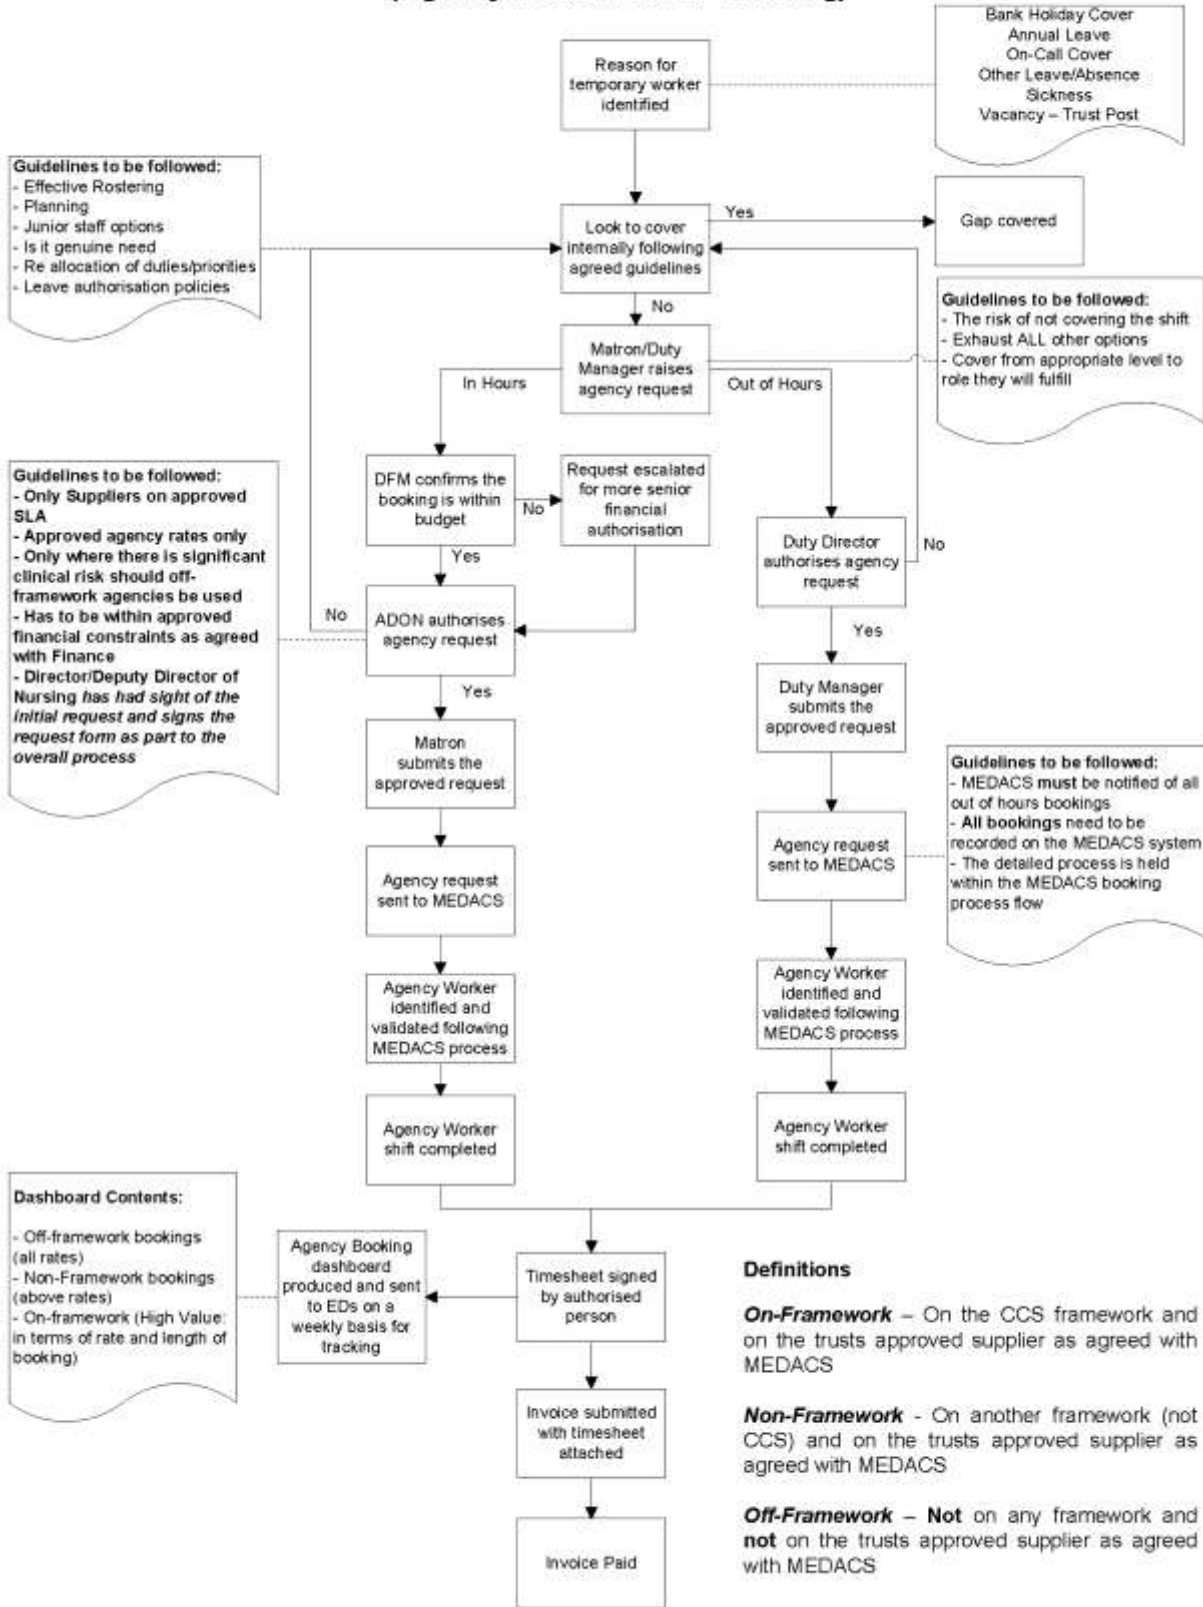 Bank Holiday Cover
Annual Leave
On-Call Cover
Other Leave/Absence
Sickness
Vacancy – Trust Post
Reason for
temporary worker
identified
Guidelines to be followed:
- Effective Rostering
- Planning
- Junior staff options
- Is it genuine need
- Re allocation of duties/priorities
- Leave authorisation policies
Look to cover
internally following
agreed guidelines
Yes
Gap covered
No
Guidelines to be followed:
- The risk of not covering the shift
- Exhaust ALL other options
- Cover from appropriate level to
role they will fulfill
Matron/Duty
Manager raises
agency request
In Hours
Out of Hours
Guidelines to be followed:
- Only Suppliers on approved
SLA
- Approved agency rates only
- Only where there is significant
clinical risk should off-
framework agencies be used
- Has to be within approved
financial constraints as agreed
with Finance
- Director/Deputy Director of
Nursing has had sight of the
initial request and signs the
request form as part to the
overall process
DFM confirms the
booking is within
budget
No
Request escalated
for more senior
financial
authorisation
Yes
Duty Director
authorises agency
request
No
No
ADON authorises
agency request
Yes
Yes
Duty Manager
submits the
approved request
Matron
submits the
approved request
Guidelines to be followed:
- MEDACS must be notified of all
out of hours bookings
- All bookings need to be
recorded on the MEDACS system
- The detailed process is held
within the MEDACS booking
process flow
Agency request
sent to MEDACS
Agency request
sent to MEDACS
Agency Worker
identified and
validated following
MEDACS process
Agency Worker
identified and
validated following
MEDACS process
Agency Worker
shift completed
Agency Worker
shift completed
Dashboard Contents:
- Off-framework bookings
(all rates)
- Non-Framework bookings
(above rates)
- On-framework (High Value:
in terms of rate and length of
booking)
Agency Booking
dashboard
produced and sent
to EDs on a
weekly basis for
tracking
Timesheet signed
by authorised
person
Invoice submitted
with timesheet
attached
Invoice Paid
Definitions
On-Framework – On the CCS framework and
on the trusts approved supplier as agreed with
MEDACS
Non-Framework - On another framework (not
CCS) and on the trusts approved supplier as
agreed with MEDACS
Off-Framework – Not on any framework and
not on the trusts approved supplier as agreed
with MEDACS